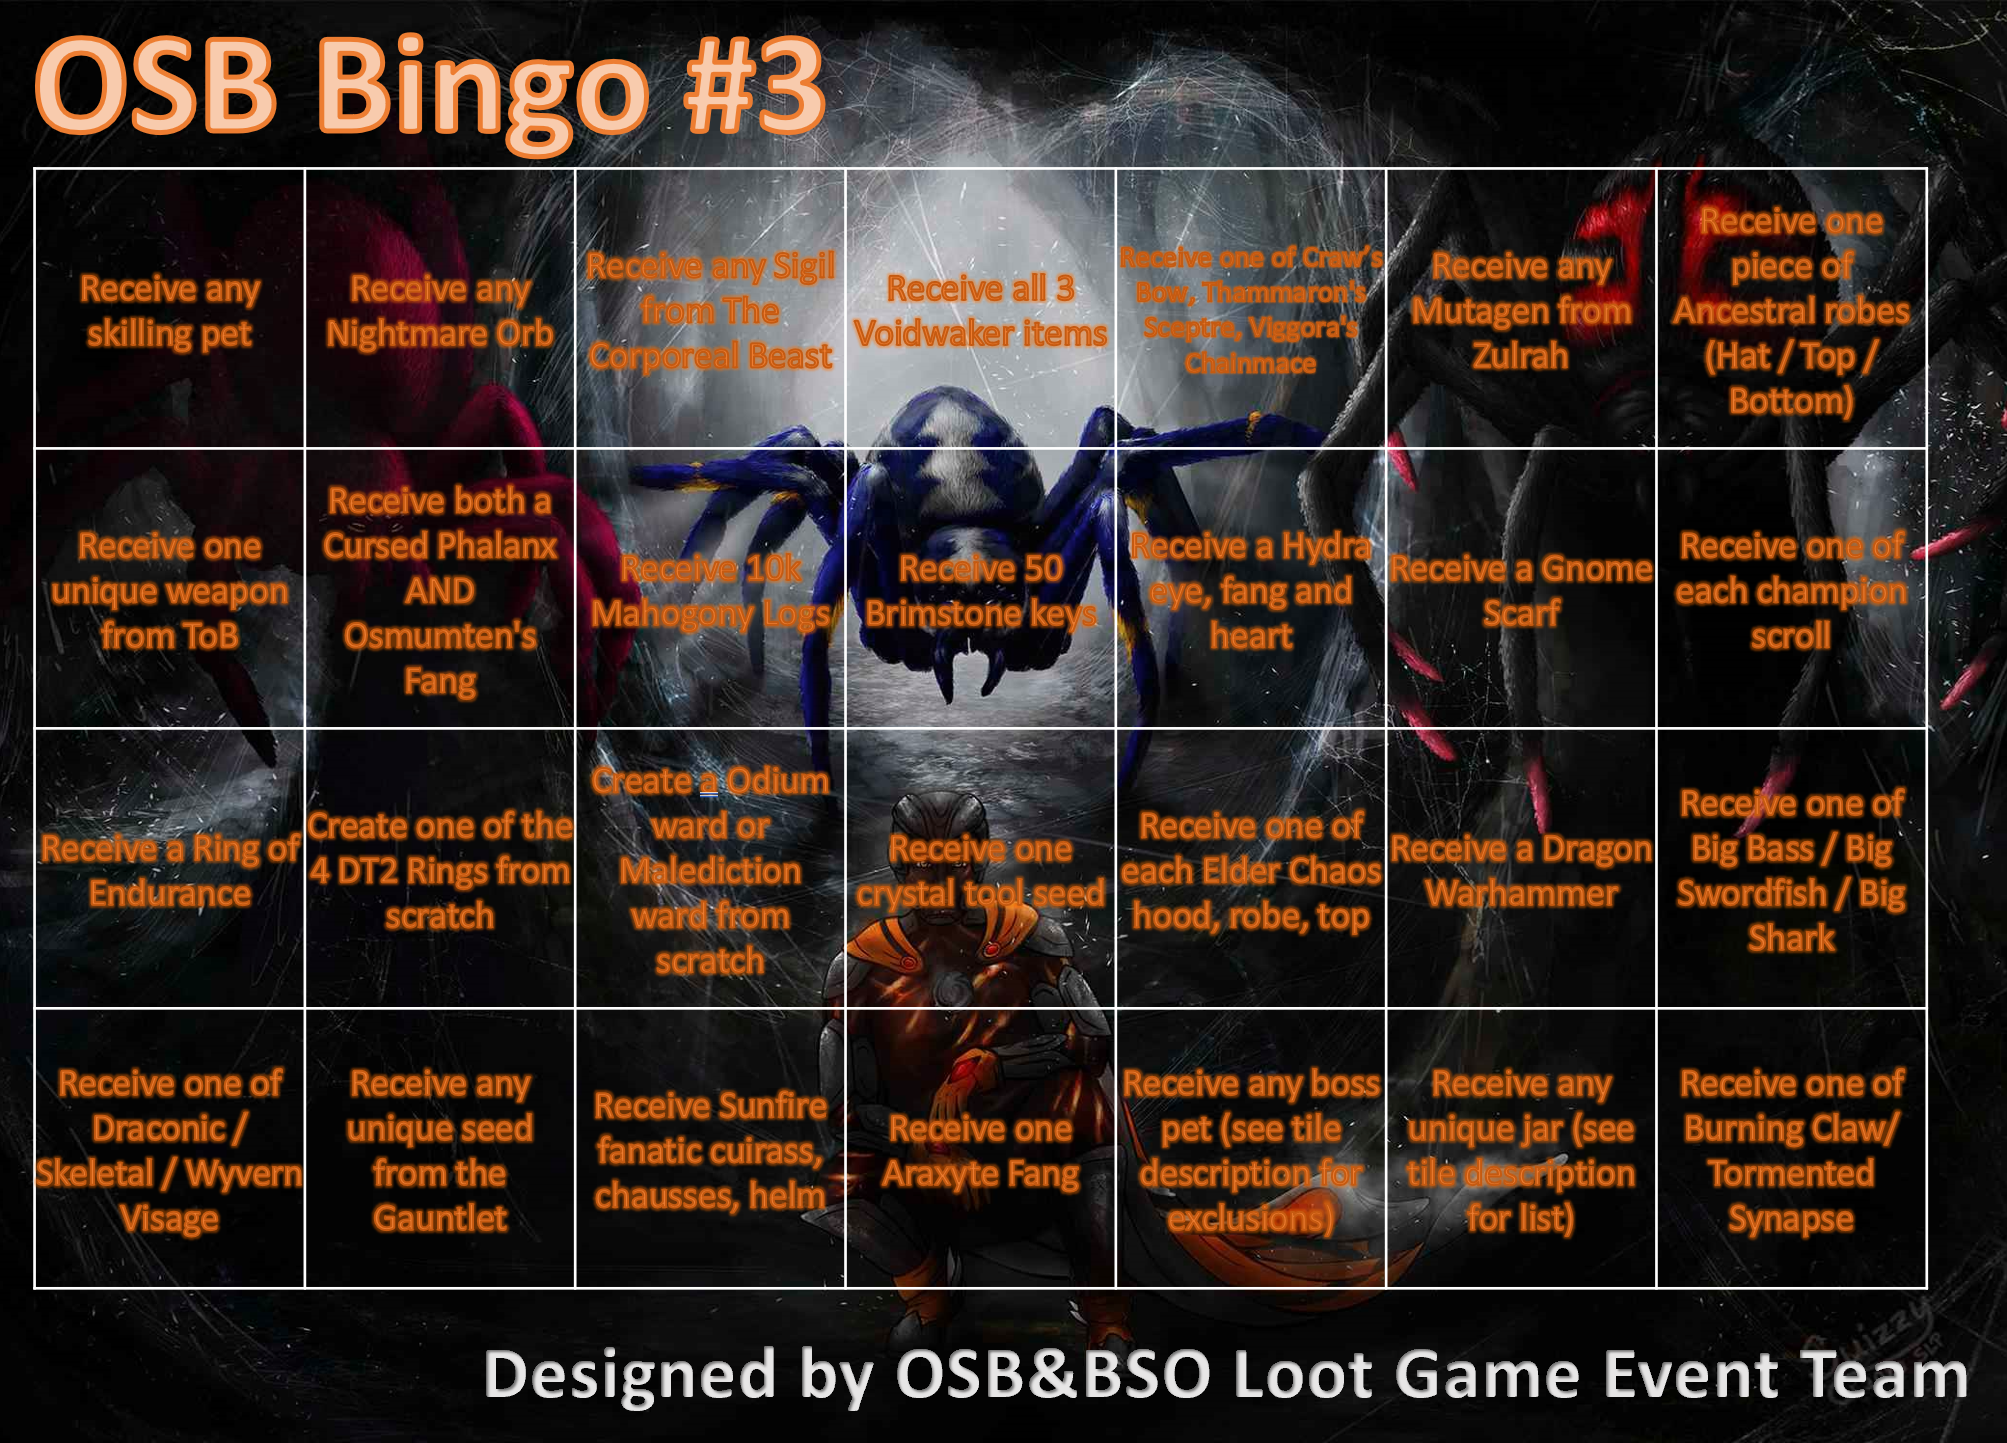 OSB Bingo #3
Receive any
skilling pet
Receive any
Nightmare Orb
Receive any Sigil
from The
Corporeal Beast
Receive all 3
Voidwaker items
Receive one of Craw's
Bow, Thammaron's
Sceptre, Viggora's
Chainmace
Receive any
Mutagen from
Zulrah
Receive one
piece of
Ancestral robes
(Hat / Top /
Bottom)
Receive one
unique weapon
from ToB
Receive both a
Cursed Phalanx
AND
Osmumten's
Fang
Receive 10k
Mahogony Logs
Receive 50
Brimstone keys
Receive a Hydra
eye, fang and
heart
Receive a Gnome
Scarf
Receive one of
each champion
scroll
Receive a Ring of
Endurance
Create one of the
4 DT2 Rings from
scratch
Create a Odium
ward or
Malediction
ward from
scratch
Receive one
crystal tool seed
Receive one of
each Elder Chaos
hood, robe, top
Receive a Dragon
Warhammer
Receive one of
Big Bass / Big
Swordfish / Big
Shark
Receive one of
Draconic /
Skeletal / Wyvern
Visage
Receive any
unique seed
from the
Gauntlet
Receive Sunfire
fanatic cuirass,
chausses, helm
Receive one
Araxyte Fang
Receive any boss
pet (see tile
description for
exclusions)
Receive any
unique jar (see
tile description
for list)
Receive one of
Burning Claw/
Tormented
Synapse
Designed by OSB&BSO Loot Game Event Team